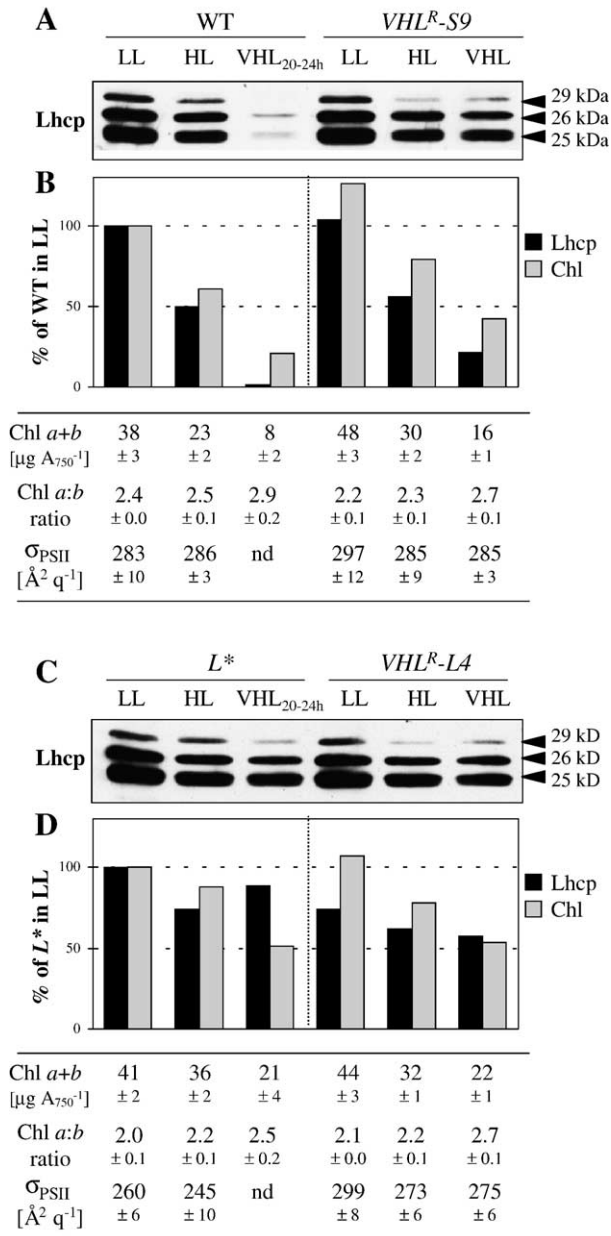 A WT VHL^R-S9
LL HL VHL20-24h LL HL VHL
Lhcp
29 kDa
26 kDa
25 kDa
B
% of WT in LL
100
50
0
Lhcp
Chl
Chl a+b 38 23 8 48 30 16
[µg A750⁻¹] ± 3 ± 2 ± 2 ± 3 ± 2 ± 1
Chl a:b 2.4 2.5 2.9 2.2 2.3 2.7
ratio ± 0.0 ± 0.1 ± 0.2 ± 0.1 ± 0.1 ± 0.1
σPSII 283 286 nd 297 285 285
[Å² q⁻¹] ± 10 ± 3 ± 12 ± 9 ± 3
C L* VHL^R-L4
LL HL VHL20-24h LL HL VHL
Lhcp
29 kD
26 kD
25 kD
D
% of L* in LL
100
50
0
Lhcp
Chl
Chl a+b 41 36 21 44 32 22
[µg A750⁻¹] ± 2 ± 2 ± 4 ± 3 ± 1 ± 1
Chl a:b 2.0 2.2 2.5 2.1 2.2 2.7
ratio ± 0.1 ± 0.1 ± 0.2 ± 0.0 ± 0.1 ± 0.1
σPSII 260 245 nd 299 273 275
[Å² q⁻¹] ± 6 ± 10 ± 8 ± 6 ± 6